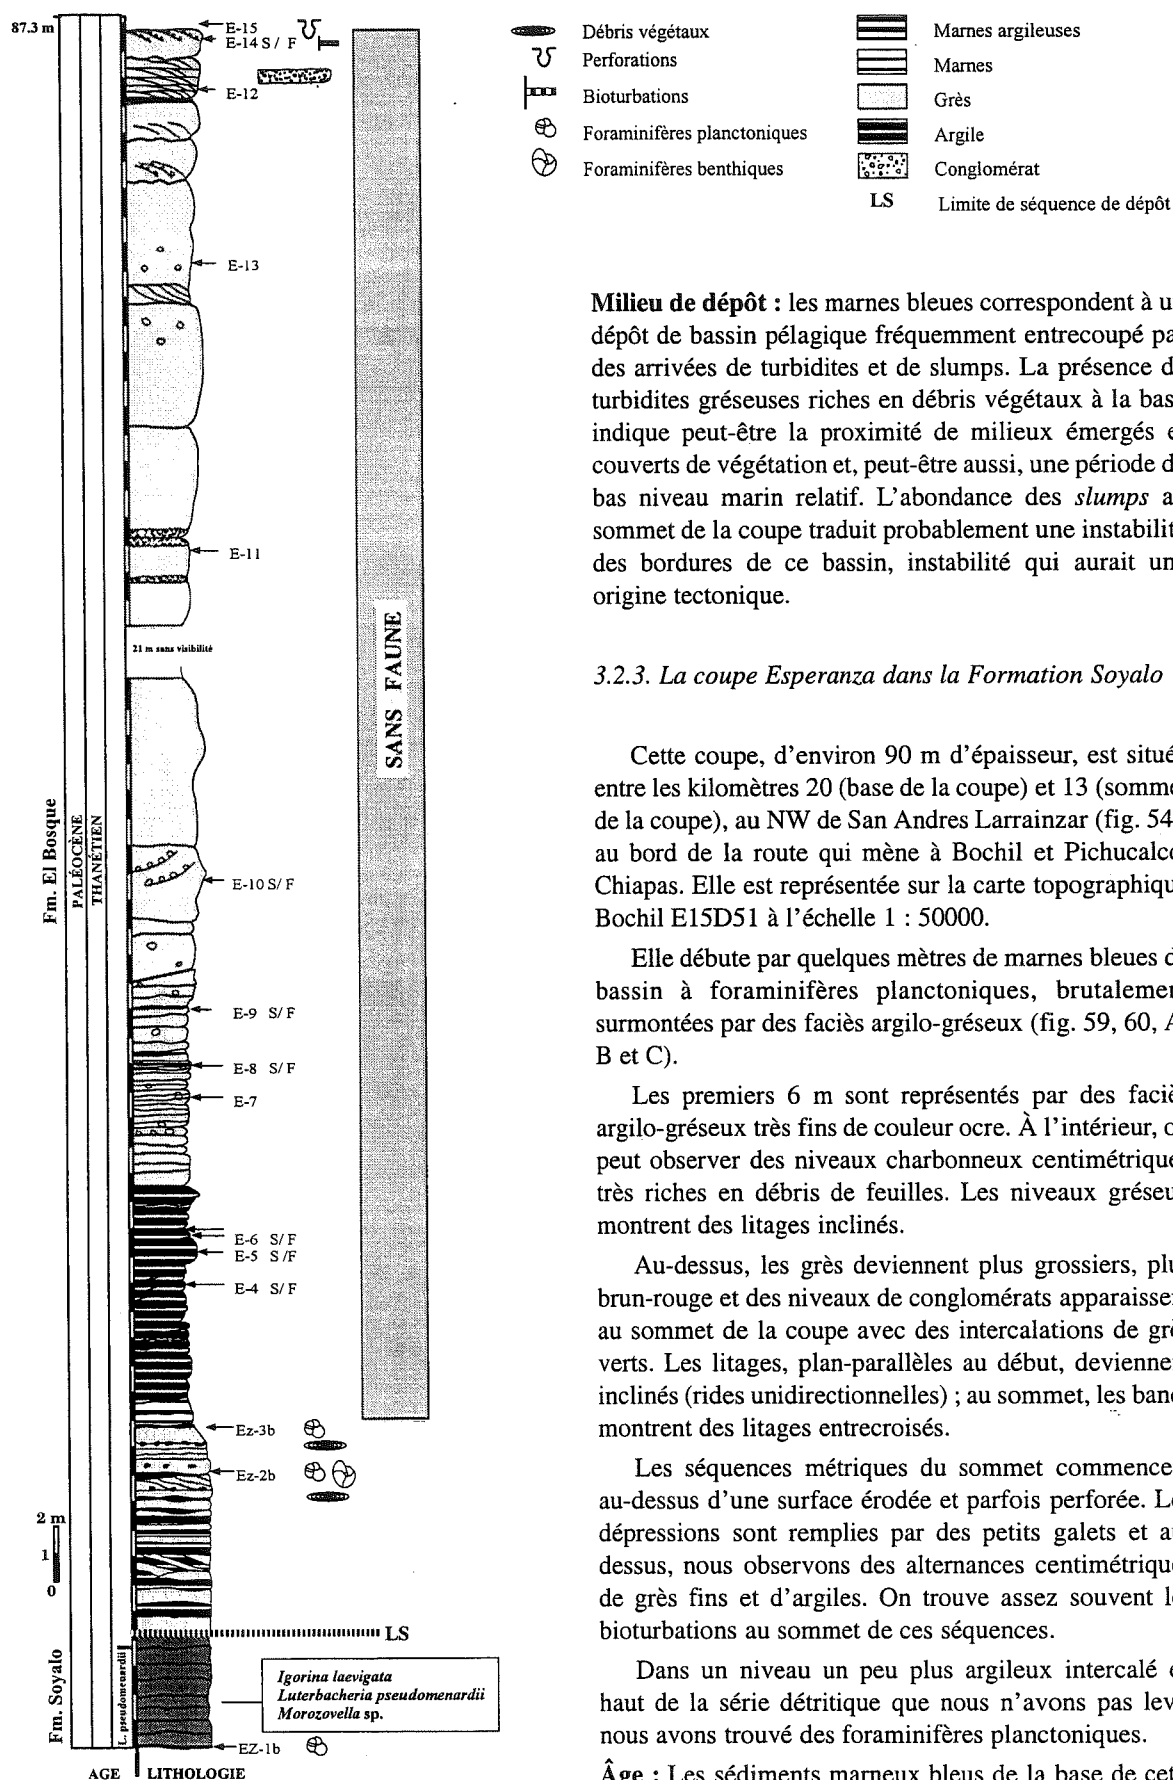 87.3 m
E-15
E-14 S / F
E-12
E-13
E-11
21 m sans visibilité
SANS FAUNE
Fm. El Bosque
PALÉOCÈNE
THANÉTIEN
E-10 S/ F
E-9 S/ F
E-8 S/ F
E-7
E-6 S/ F
E-5 S /F
E-4 S/ F
Ez-3b
Ez-2b
2 m
1
0
LS
Fm. Soyalo
L. pseudomenardii
Igorina laevigata
Luterbacheria pseudomenardii
Morozovella sp.
EZ-1b
AGE
LITHOLOGIE
Débris végétaux
Perforations
Bioturbations
Foraminifères planctoniques
Foraminifères benthiques
Marnes argileuses
Marnes
Grès
Argile
Conglomérat
LS Limite de séquence de dépôt
Milieu de dépôt : les marnes bleues correspondent à u
dépôt de bassin pélagique fréquemment entrecoupé pa
des arrivées de turbidites et de slumps. La présence d
turbidites gréseuses riches en débris végétaux à la bas
indique peut-être la proximité de milieux émergés e
couverts de végétation et, peut-être aussi, une période d
bas niveau marin relatif. L'abondance des slumps a
sommet de la coupe traduit probablement une instabilit
des bordures de ce bassin, instabilité qui aurait un
origine tectonique.
3.2.3. La coupe Esperanza dans la Formation Soyalo
Cette coupe, d'environ 90 m d'épaisseur, est situé
entre les kilomètres 20 (base de la coupe) et 13 (somme
de la coupe), au NW de San Andres Larrainzar (fig. 54
au bord de la route qui mène à Bochil et Pichucalco
Chiapas. Elle est représentée sur la carte topographiqu
Bochil E15D51 à l'échelle 1 : 50000.
Elle débute par quelques mètres de marnes bleues d
bassin à foraminifères planctoniques, brutalemen
surmontées par des faciès argilo-gréseux (fig. 59, 60, A
B et C).
Les premiers 6 m sont représentés par des faciè
argilo-gréseux très fins de couleur ocre. À l'intérieur, o
peut observer des niveaux charbonneux centimétrique
très riches en débris de feuilles. Les niveaux gréseu
montrent des litages inclinés.
Au-dessus, les grès deviennent plus grossiers, plu
brun-rouge et des niveaux de conglomérats apparaissen
au sommet de la coupe avec des intercalations de grè
verts. Les litages, plan-parallèles au début, deviennen
inclinés (rides unidirectionnelles) ; au sommet, les banc
montrent des litages entrecroisés.
Les séquences métriques du sommet commence
au-dessus d'une surface érodée et parfois perforée. Le
dépressions sont remplies par des petits galets et au
dessus, nous observons des alternances centimétrique
de grès fins et d'argiles. On trouve assez souvent le
bioturbations au sommet de ces séquences.
Dans un niveau un peu plus argileux intercalé e
haut de la série détritique que nous n'avons pas lev
nous avons trouvé des foraminifères planctoniques.
Âge : Les sédiments marneux bleus de la base de cet